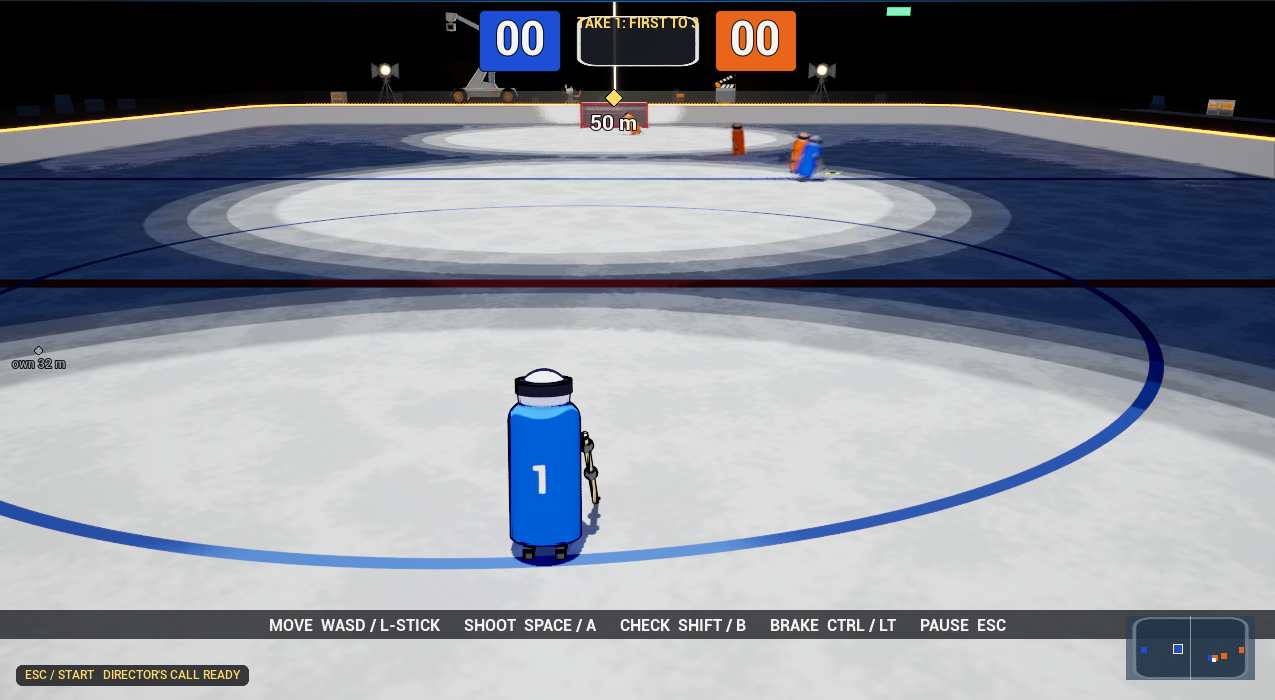 00
TAKE 1: FIRST TO 3
00
50 m
own 32 m
1
MOVE WASD / L-STICK SHOOT SPACE / A CHECK SHIFT / B BRAKE CTRL / LT PAUSE ESC
ESC / START DIRECTOR'S CALL READY